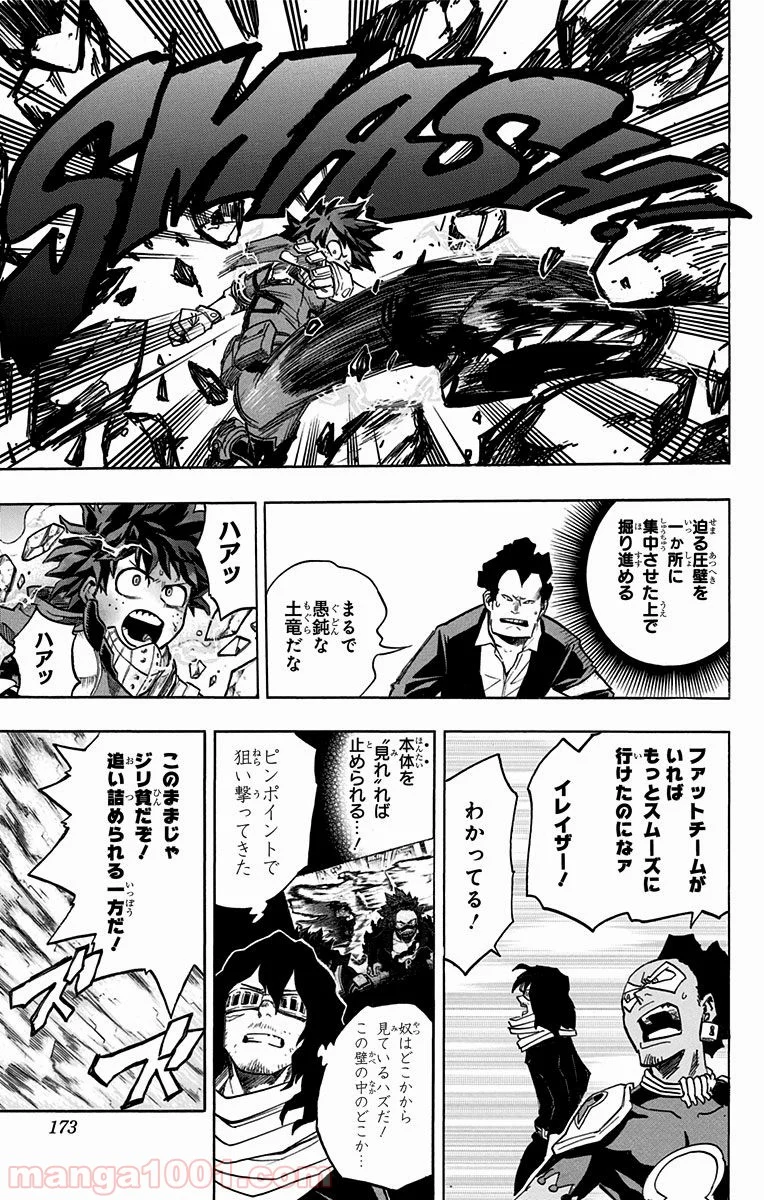 SMASH!
迫る圧壁を
一か所に
集中させた上で
掘り進める
まるで
愚鈍な
土竜だな
ハアッ
ハアッ
ファットチームが
いれば
もっとスムーズに
行けたのになァ
イレイザー!
わかってる!
本体を
〝見れ〟れば
止められる…!
ピンポイントで
狙い撃ってきた
奴はどこかから
見ているハズだ!
この壁の中の
どこか…
このままじゃ
ジリ貧だぞ!
追い詰められる一方だ!
ズズ
ズズ
173
manga1001.com